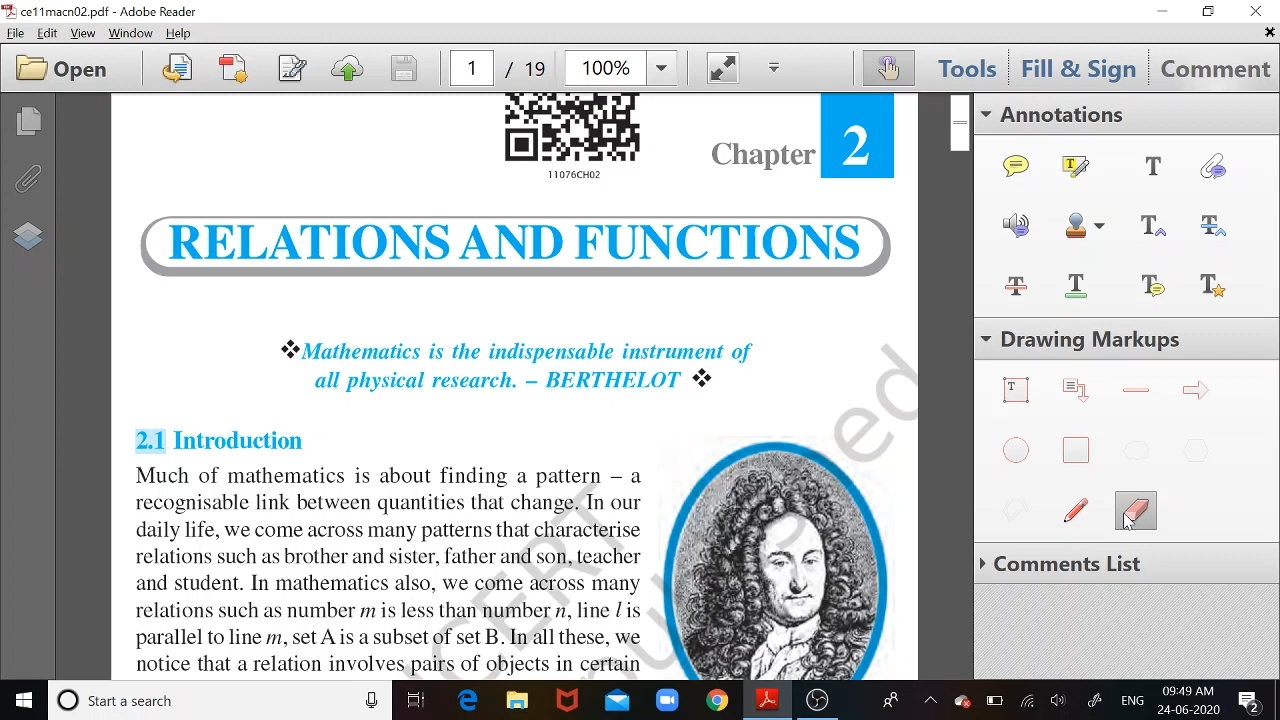 ce11macn02.pdf - Adobe Reader
File Edit View Window Help
Open 1 / 19 100% Tools Fill & Sign Comment
Annotations
11076CH02
Chapter 2
RELATIONS AND FUNCTIONS
❖Mathematics is the indispensable instrument of
all physical research. – BERTHELOT ❖
2.1 Introduction
Much of mathematics is about finding a pattern – a
recognisable link between quantities that change. In our
daily life, we come across many patterns that characterise
relations such as brother and sister, father and son, teacher
and student. In mathematics also, we come across many
relations such as number m is less than number n, line l is
parallel to line m, set A is a subset of set B. In all these, we
notice that a relation involves pairs of objects in certain
Drawing Markups
Comments List
Start a search
ENG
09:49 AM
24-06-2020
2